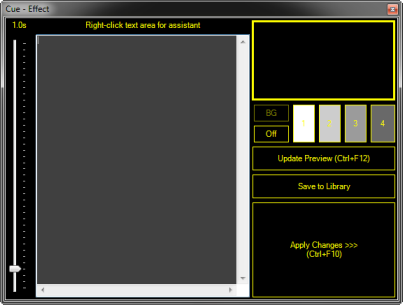 Cue - Effect
1.0s
Right-click text area for assistant
BG
Off
1
2
3
4
Update Preview (Ctrl+F12)
Save to Library
Apply Changes >>>
(Ctrl+F10)